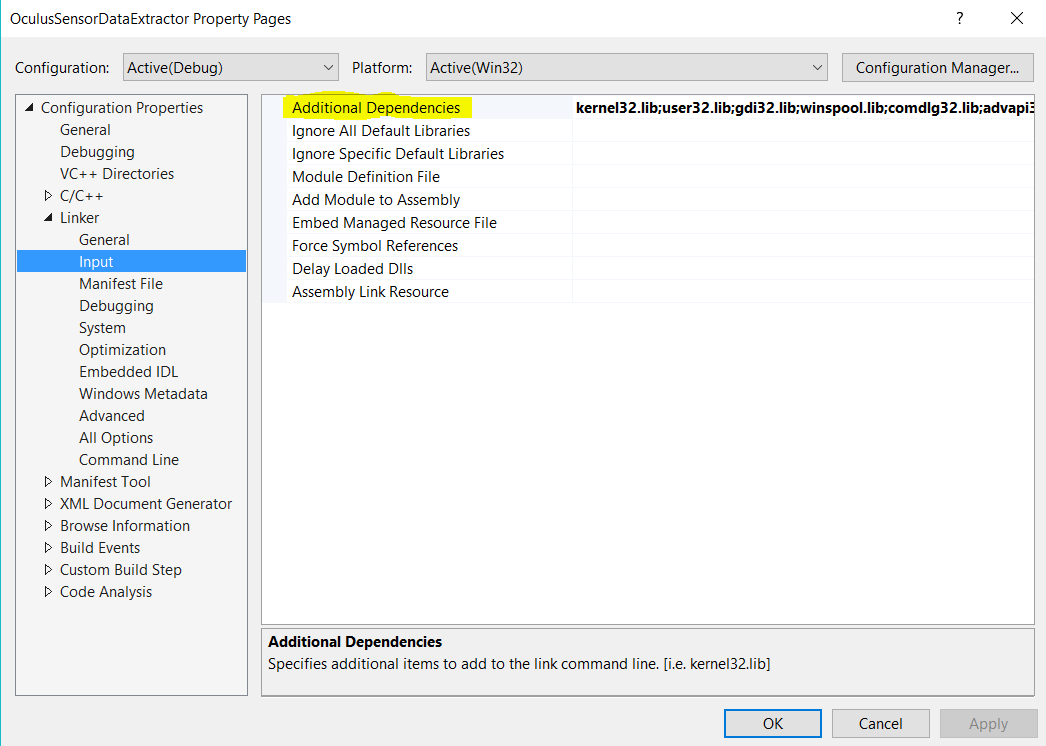 OculusSensorDataExtractor Property Pages
?
Configuration: Active(Debug) Platform: Active(Win32) Configuration Manager...
Configuration Properties
General
Debugging
VC++ Directories
C/C++
Linker
General
Input
Manifest File
Debugging
System
Optimization
Embedded IDL
Windows Metadata
Advanced
All Options
Command Line
Manifest Tool
XML Document Generator
Browse Information
Build Events
Custom Build Step
Code Analysis
Additional Dependencies kernel32.lib;user32.lib;gdi32.lib;winspool.lib;comdlg32.lib;advapi3
Ignore All Default Libraries
Ignore Specific Default Libraries
Module Definition File
Add Module to Assembly
Embed Managed Resource File
Force Symbol References
Delay Loaded Dlls
Assembly Link Resource
Additional Dependencies
Specifies additional items to add to the link command line. [i.e. kernel32.lib]
OK Cancel Apply